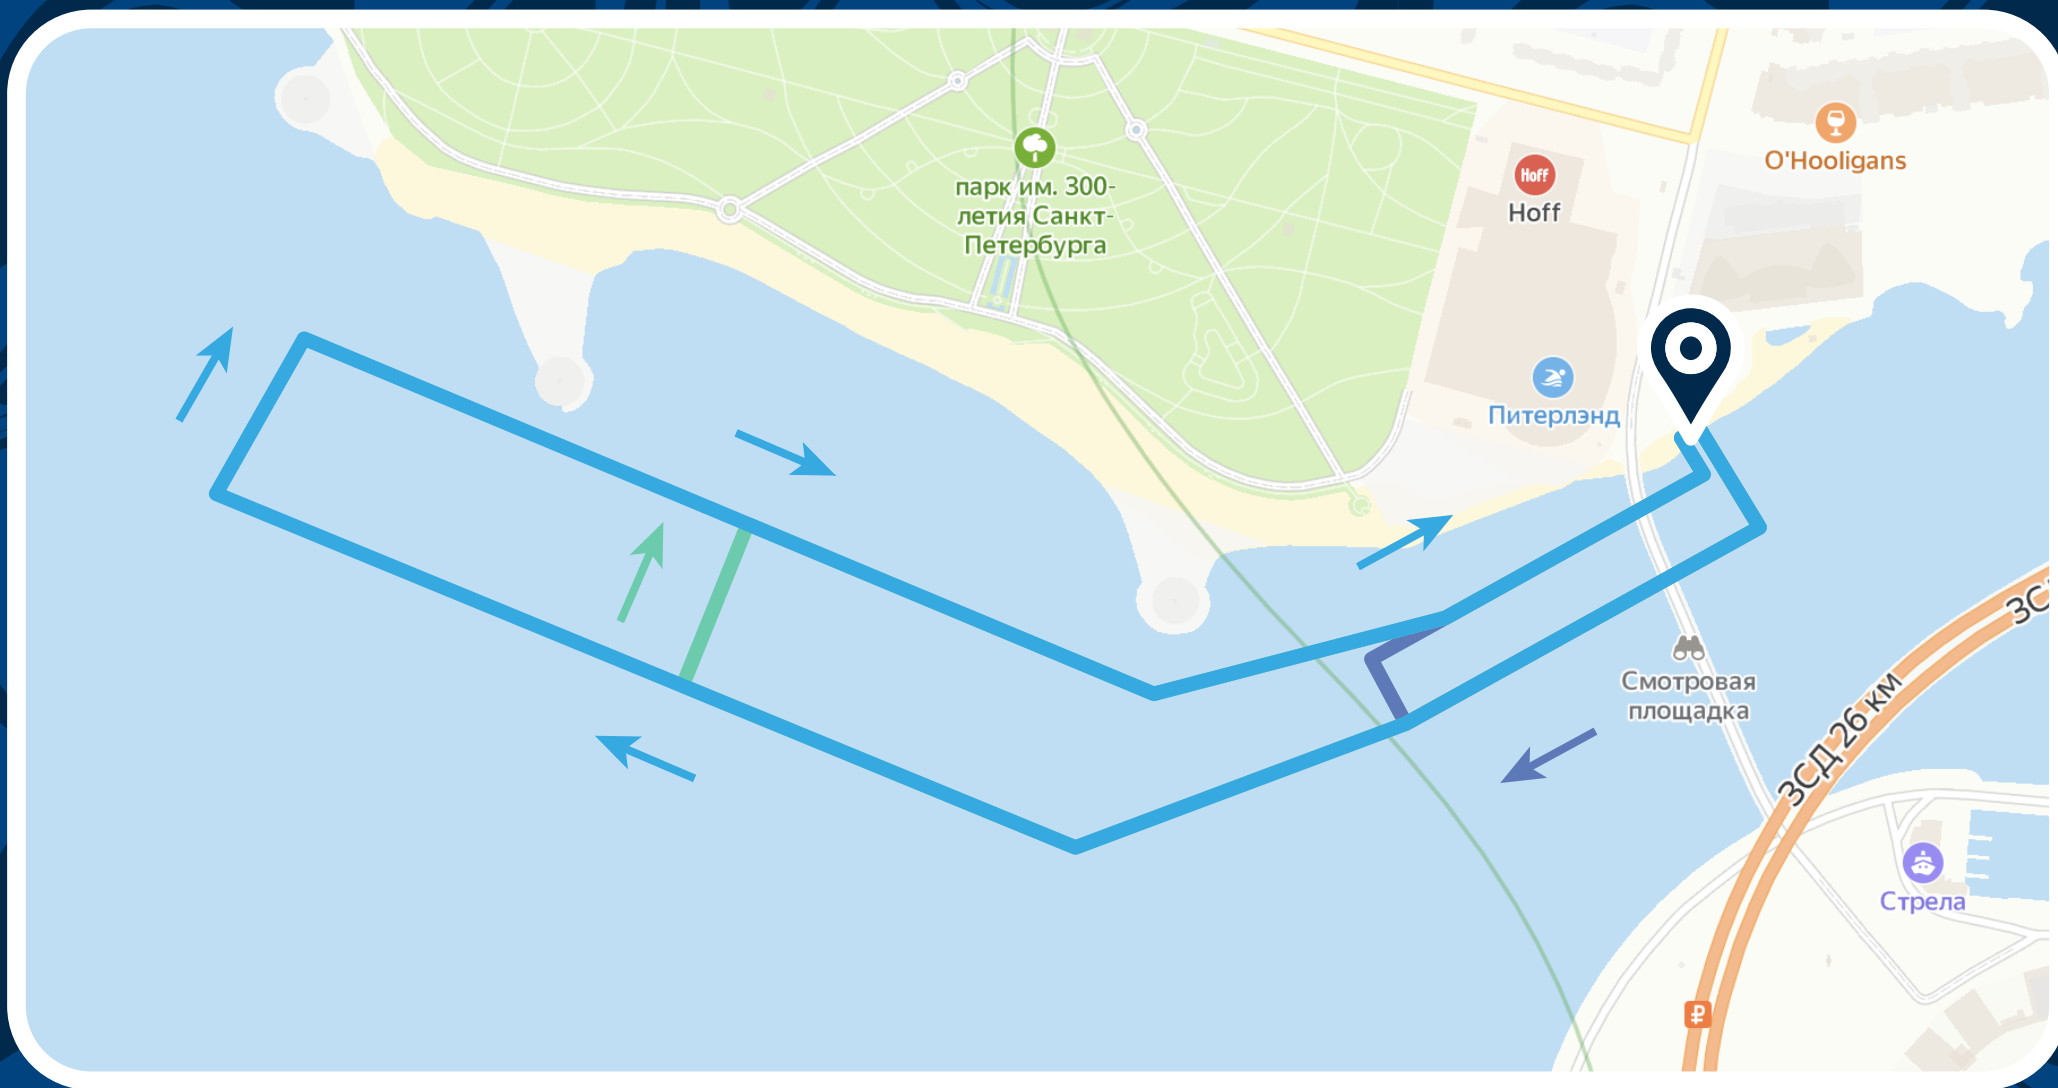 O'Hooligans
Hoff
Hoff
парк им. 300-
летия Санкт-
Петербурга
Питерлэнд
ЗС
Смотровая
площадка
ЗСД 26 км
Стрела
₽